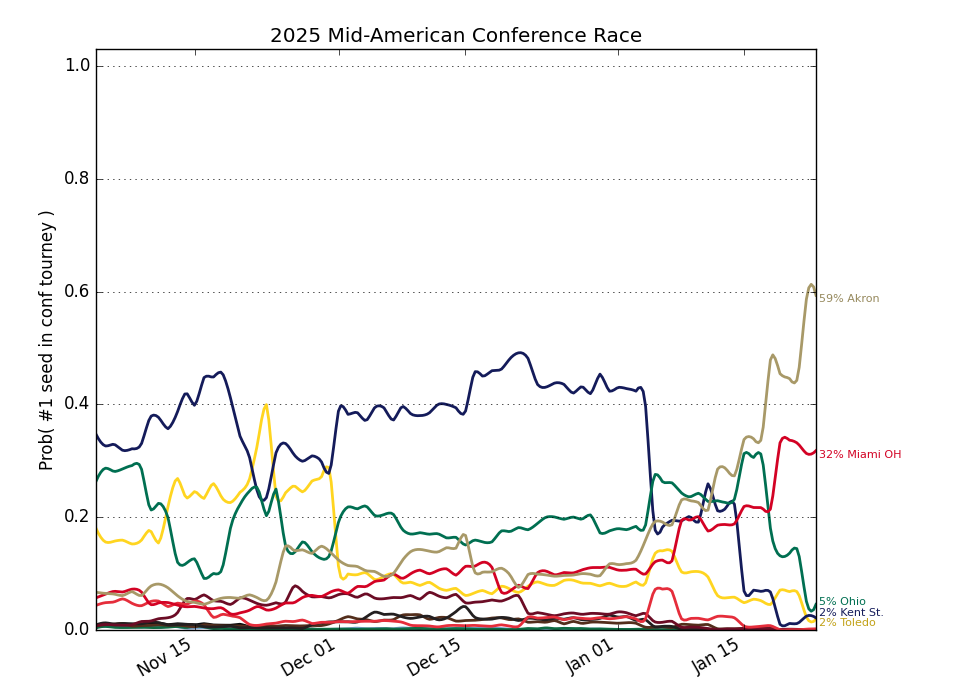 2025 Mid-American Conference Race
Prob( #1 seed in conf tourney )
1.0
0.8
0.6
0.4
0.2
0.0
59% Akron
32% Miami OH
5% Ohio
2% Kent St.
2% Toledo
Nov 15
Dec 01
Dec 15
Jan 01
Jan 15